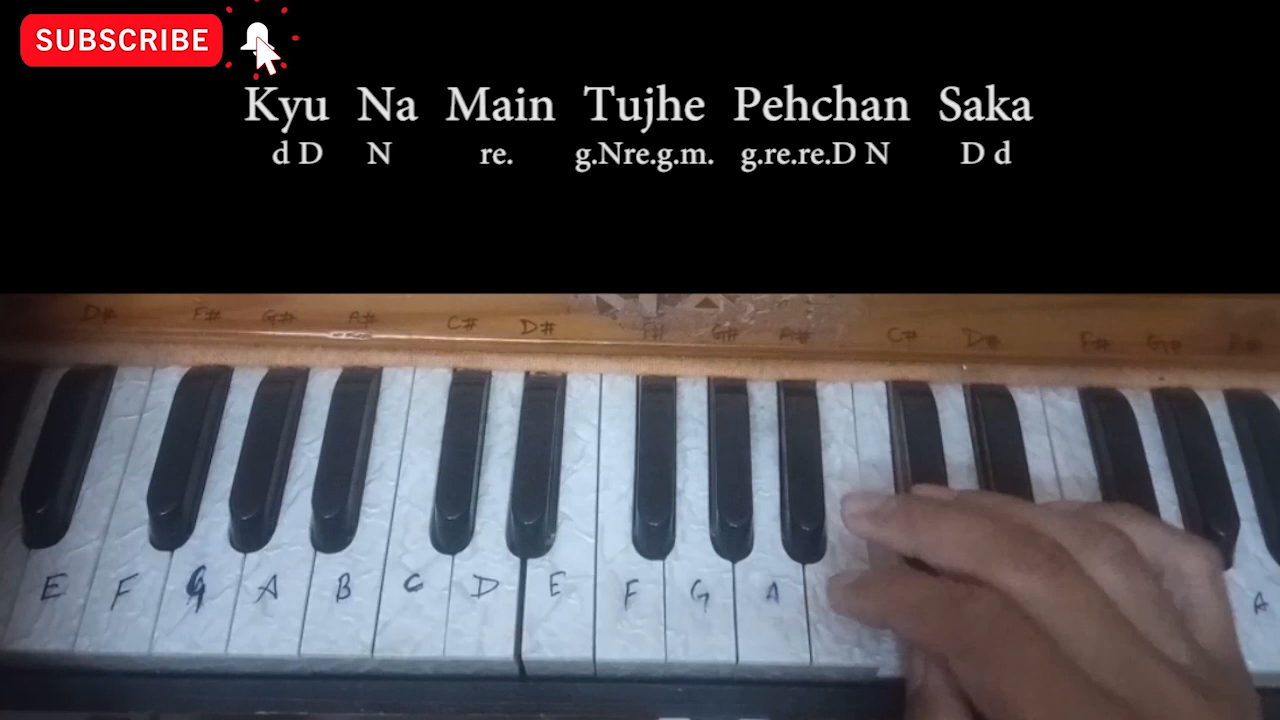 SUBSCRIBE
Kyu Na Main Tujhe Pehchan Saka
d D N re. g.Nre.g.m. g.re.re.D N D d
D# F# G# A# C# D# F# G# A# C# D# F# G#
E F G A B C D E F G A A